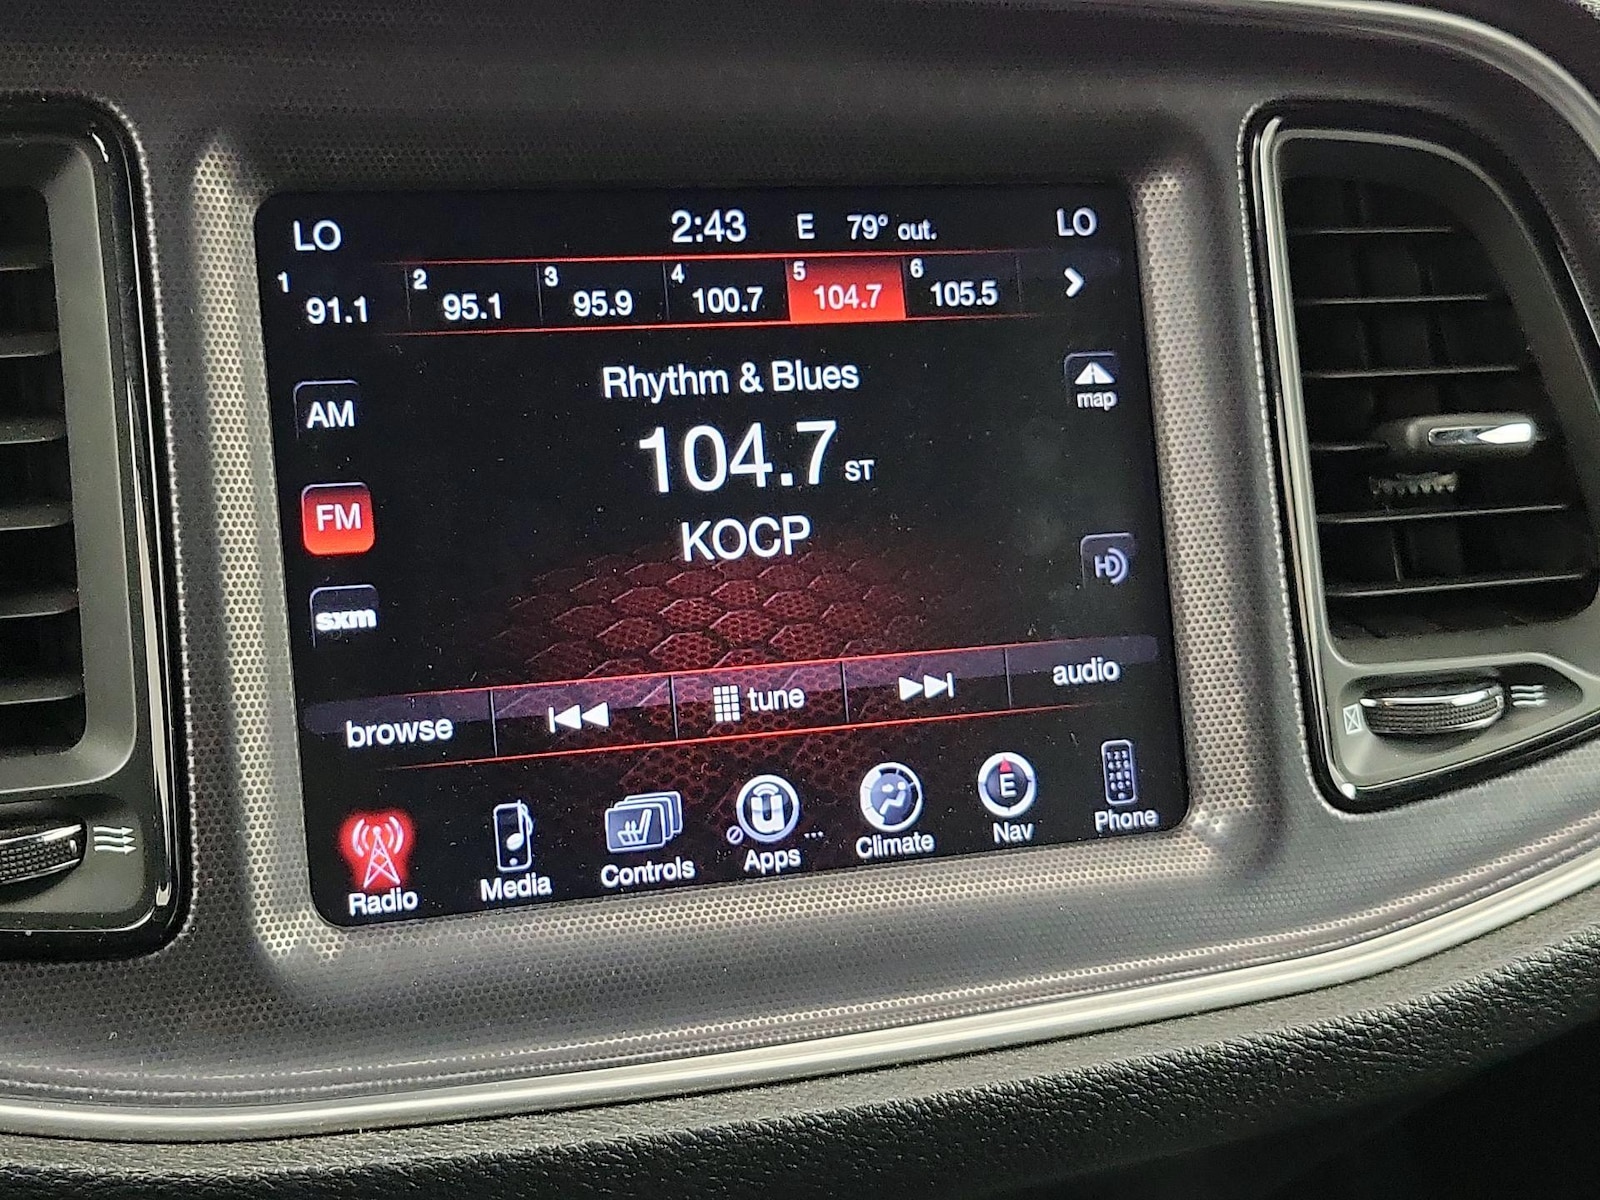 LO 2:43 E 79° out. LO
1 91.1 2 95.1 3 95.9 4 100.7 5 104.7 6 105.5
Rhythm & Blues
map
AM
104.7 ST
FM
KOCP
HD
sxm
browse tune audio
Radio Media Controls Apps ... Climate E Nav Phone